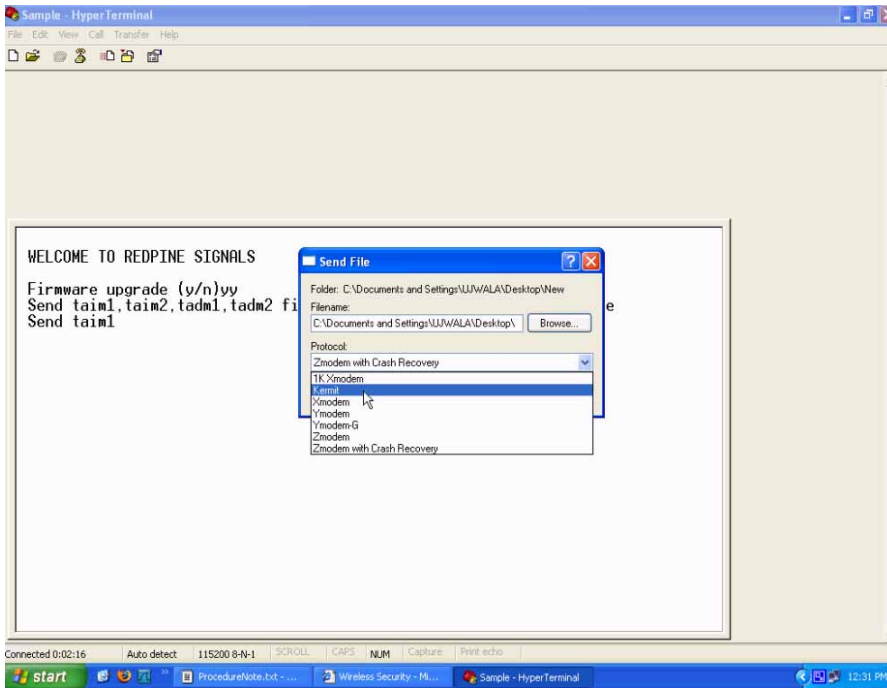 Sample - HyperTerminal
File Edit View Call Transfer Help
WELCOME TO REDPINE SIGNALS
Firmware upgrade (y/n)yy
Send taim1,taim2,tadm1,tadm2 fi
e
Send taim1
Send File
Folder: C:\Documents and Settings\UJWALA\Desktop\New
Filename:
C:\Documents and Settings\UJWALA\Desktop\
Browse...
Protocol:
Zmodem with Crash Recovery
1K Xmodem
Kermit
Xmodem
Ymodem
Ymodem-G
Zmodem
Zmodem with Crash Recovery
Connected 0:02:16 Auto detect 115200 8-N-1 SCROLL CAPS NUM Capture Print echo
start ProcedureNote.txt - ... Wireless Security - Mi... Sample - HyperTerminal 12:31 PM